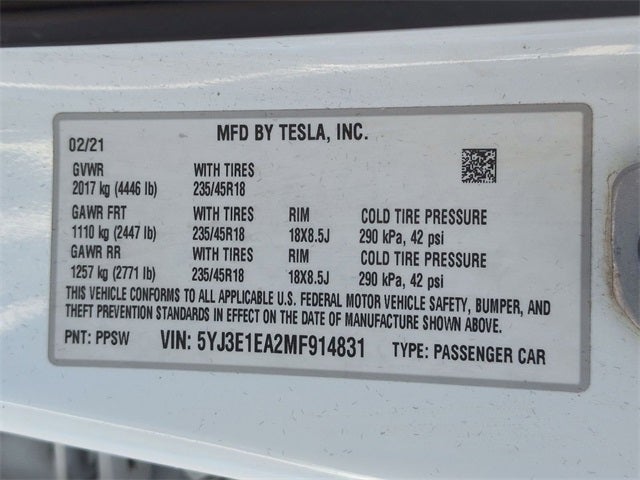 MFD BY TESLA, INC.
02/21
GVWR WITH TIRES
2017 kg (4446 lb) 235/45R18
GAWR FRT WITH TIRES RIM COLD TIRE PRESSURE
1110 kg (2447 lb) 235/45R18 18X8.5J 290 kPa, 42 psi
GAWR RR WITH TIRES RIM COLD TIRE PRESSURE
1257 kg (2771 lb) 235/45R18 18X8.5J 290 kPa, 42 psi
THIS VEHICLE CONFORMS TO ALL APPLICABLE U.S. FEDERAL MOTOR VEHICLE SAFETY, BUMPER, AND
THEFT PREVENTION STANDARDS IN EFFECT ON THE DATE OF MANUFACTURE SHOWN ABOVE.
PNT: PPSW VIN: 5YJ3E1EA2MF914831 TYPE: PASSENGER CAR